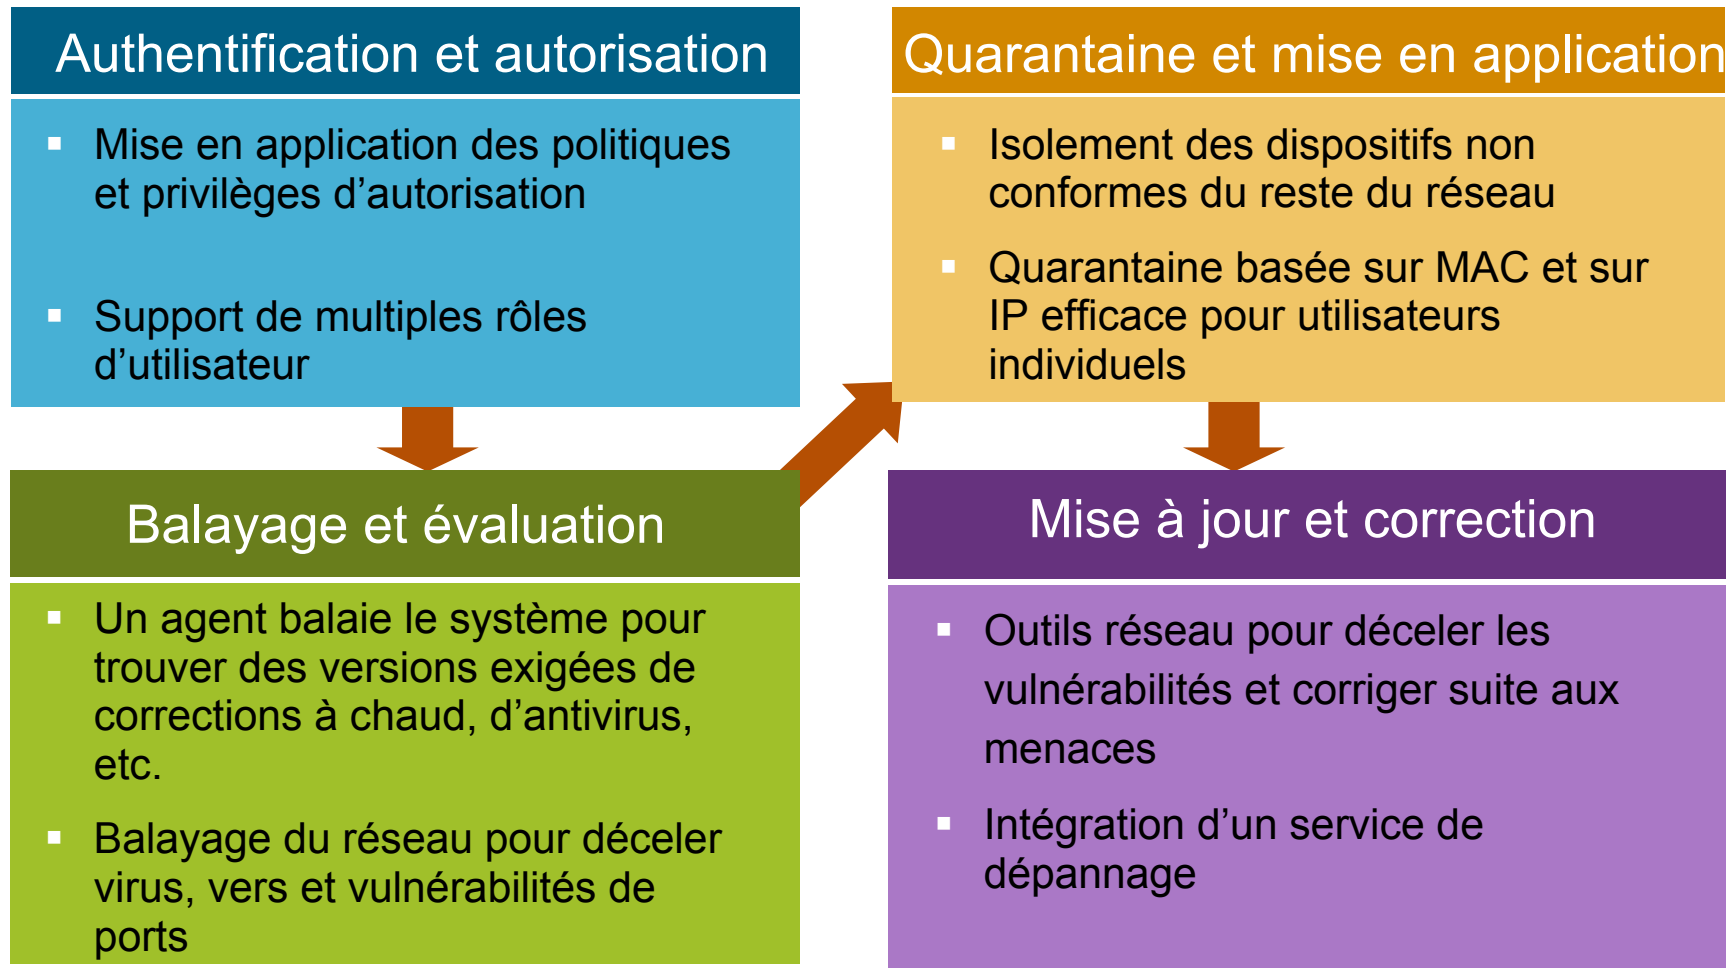 Authentification et autorisation
▪ Mise en application des politiques
et privilèges d’autorisation
▪ Support de multiples rôles
d’utilisateur
Balayage et évaluation
▪ Un agent balaie le système pour
trouver des versions exigées de
corrections à chaud, d’antivirus,
etc.
▪ Balayage du réseau pour déceler
virus, vers et vulnérabilités de
ports
Quarantaine et mise en application
▪ Isolement des dispositifs non
conformes du reste du réseau
▪ Quarantaine basée sur MAC et sur
IP efficace pour utilisateurs
individuels
Mise à jour et correction
▪ Outils réseau pour déceler les
vulnérabilités et corriger suite aux
menaces
▪ Intégration d’un service de
dépannage